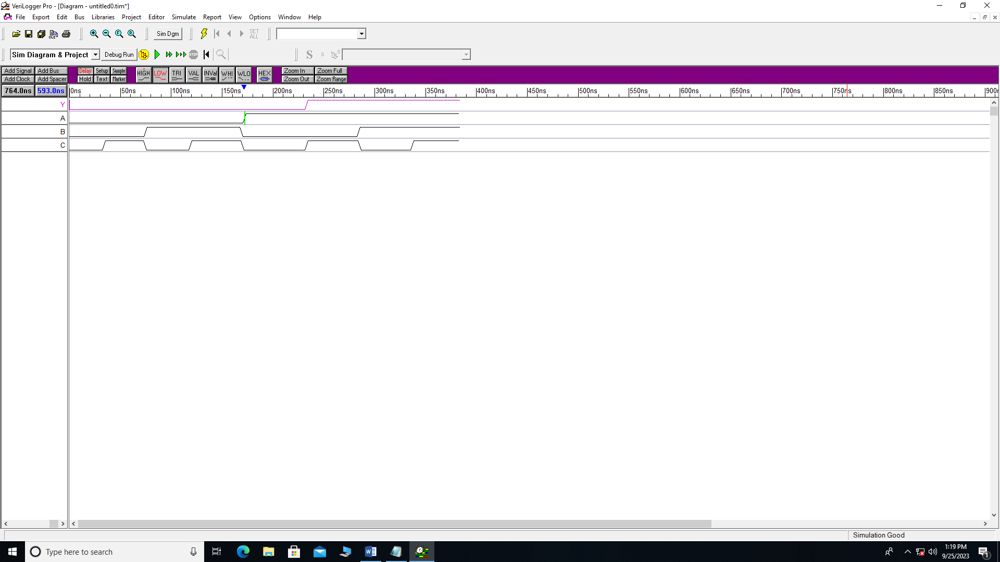 VeriLogger Pro - [Diagram - untitled0.tim*]
File Export Edit Bus Libraries Project Editor Simulate Report View Options Window Help
OLE Sim Dgm SET ALL
Sim Diagram & Project Debug Run STOP S s S
Add Signal Add Bus Delay Setup Sample HIGH LOW TRI VAL INVal WHI WLO HEX Zoom In Zoom Full
Add Clock Add Spacer Hold Text Marker Zoom Out Zoom Range
764.0ns 593.0ns 0ns 50ns 100ns 150ns 200ns 250ns 300ns 350ns 400ns 450ns 500ns 550ns 600ns 650ns 700ns 750ns 800ns 850ns 900n
Y
A
B
C
Simulation Good
Type here to search
1:19 PM
9/25/2023
1